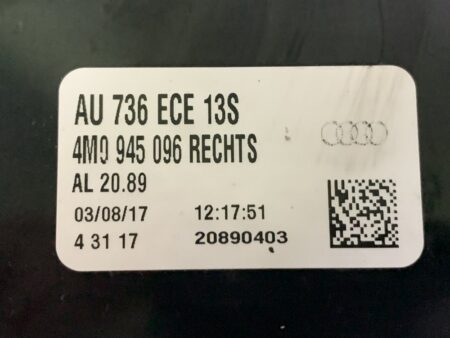 AU 736 ECE 13S
4M0 945 096 RECHTS
AL 20.89
03/08/17 12:17:51
4 31 17 20890403